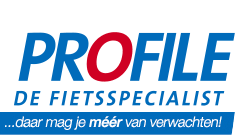 PROFILE
DE FIETSSPECIALIST
...daar mag je méér van verwachten!